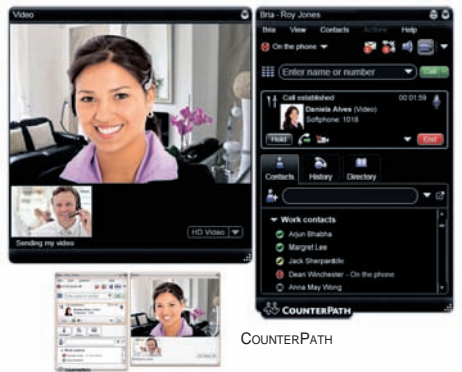 Video
Sending my video
HD Video
Bria - Roy Jones
Bria View Contacts Actions Help
On the phone
Enter name or number
Call
Call established 00:01:59
Daniela Alves (Video)
Softphone: 1018
Hold
End
Contacts History Directory
Work contacts
Arjun Bhabha
Margret Lee
Jack Sherpardide
Dean Winchester - On the phone
Anna May Wong
COUNTERPATH
COUNTERPATH